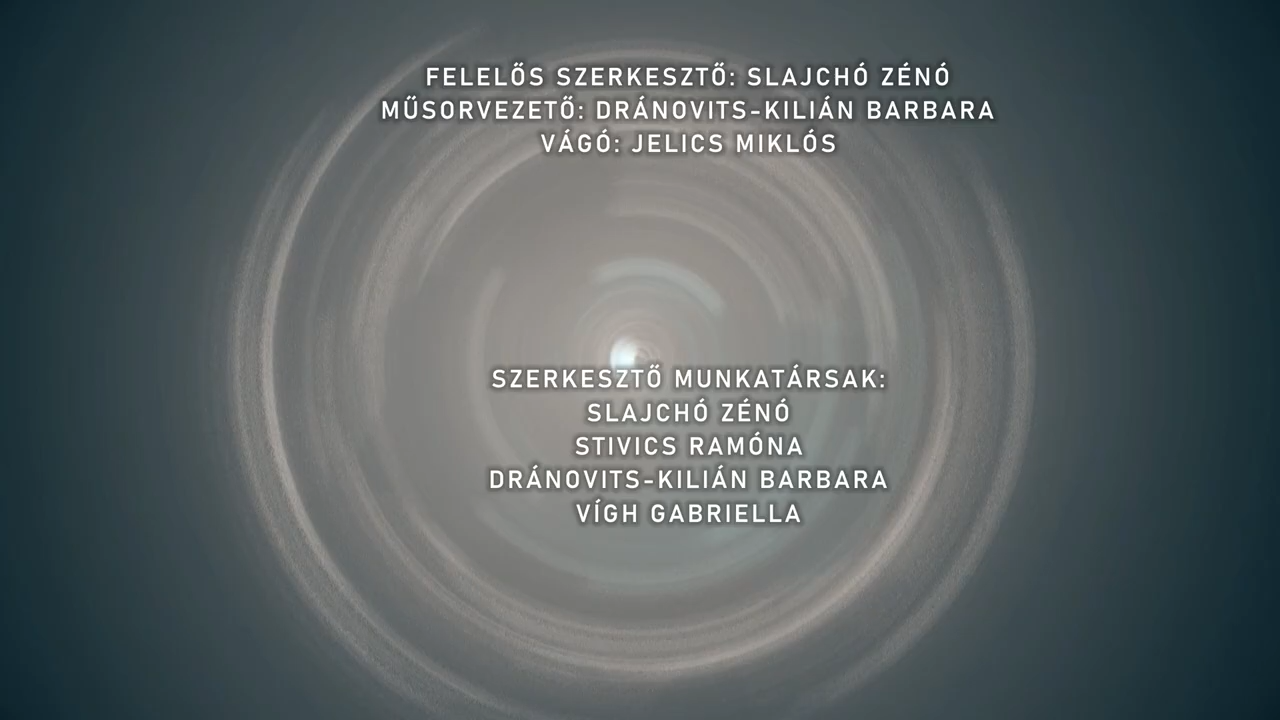 FELELŐS SZERKESZTŐ: SLAJCHÓ ZÉNÓ
MŰSORVEZETŐ: DRÁNOVITS-KILIÁN BARBARA
VÁGÓ: JELICS MIKLÓS
SZERKESZTŐ MUNKATÁRSAK:
SLAJCHÓ ZÉNÓ
STIVICS RAMÓNA
DRÁNOVITS-KILIÁN BARBARA
VÍGH GABRIELLA